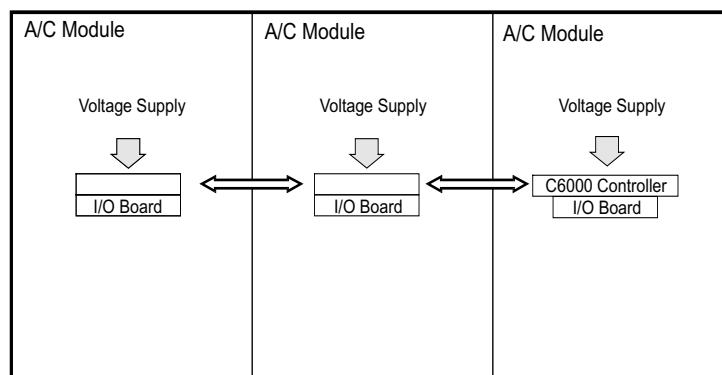 A/C Module
A/C Module
A/C Module
Voltage Supply
Voltage Supply
Voltage Supply
C6000 Controller
I/O Board
I/O Board
I/O Board